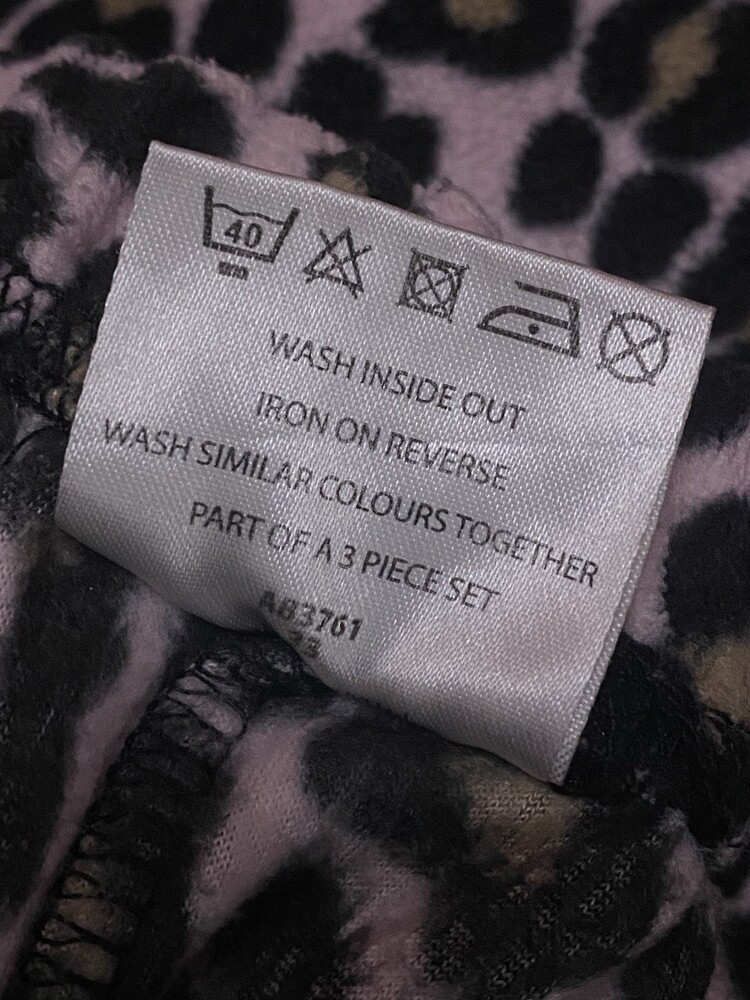 40
WASH INSIDE OUT
IRON ON REVERSE
WASH SIMILAR COLOURS TOGETHER
PART OF A 3 PIECE SET
AB3761